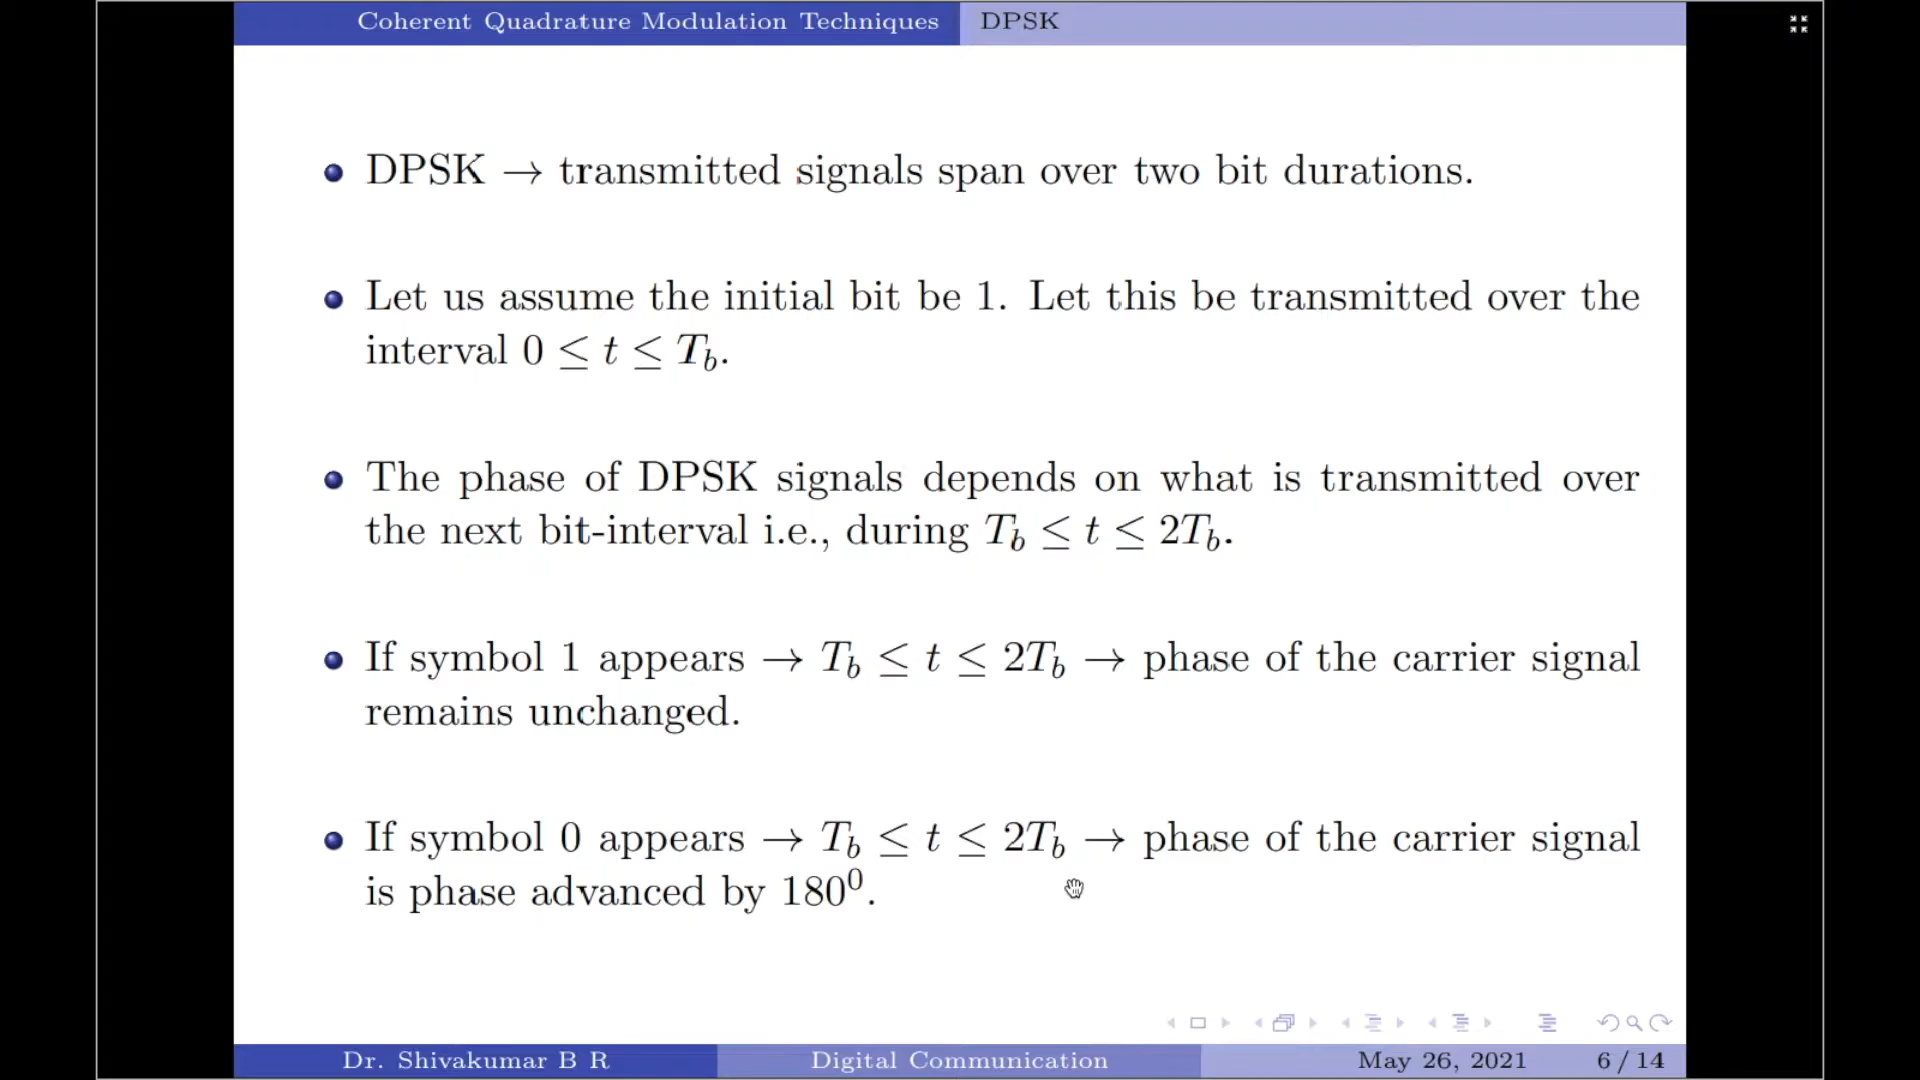 Coherent Quadrature Modulation Techniques DPSK
DPSK → transmitted signals span over two bit durations.
Let us assume the initial bit be 1. Let this be transmitted over the
interval 0 ≤ t ≤ T_b.
The phase of DPSK signals depends on what is transmitted over
the next bit-interval i.e., during T_b ≤ t ≤ 2T_b.
If symbol 1 appears → T_b ≤ t ≤ 2T_b → phase of the carrier signal
remains unchanged.
If symbol 0 appears → T_b ≤ t ≤ 2T_b → phase of the carrier signal
is phase advanced by 180⁰.
Dr. Shivakumar B R Digital Communication May 26, 2021 6 / 14